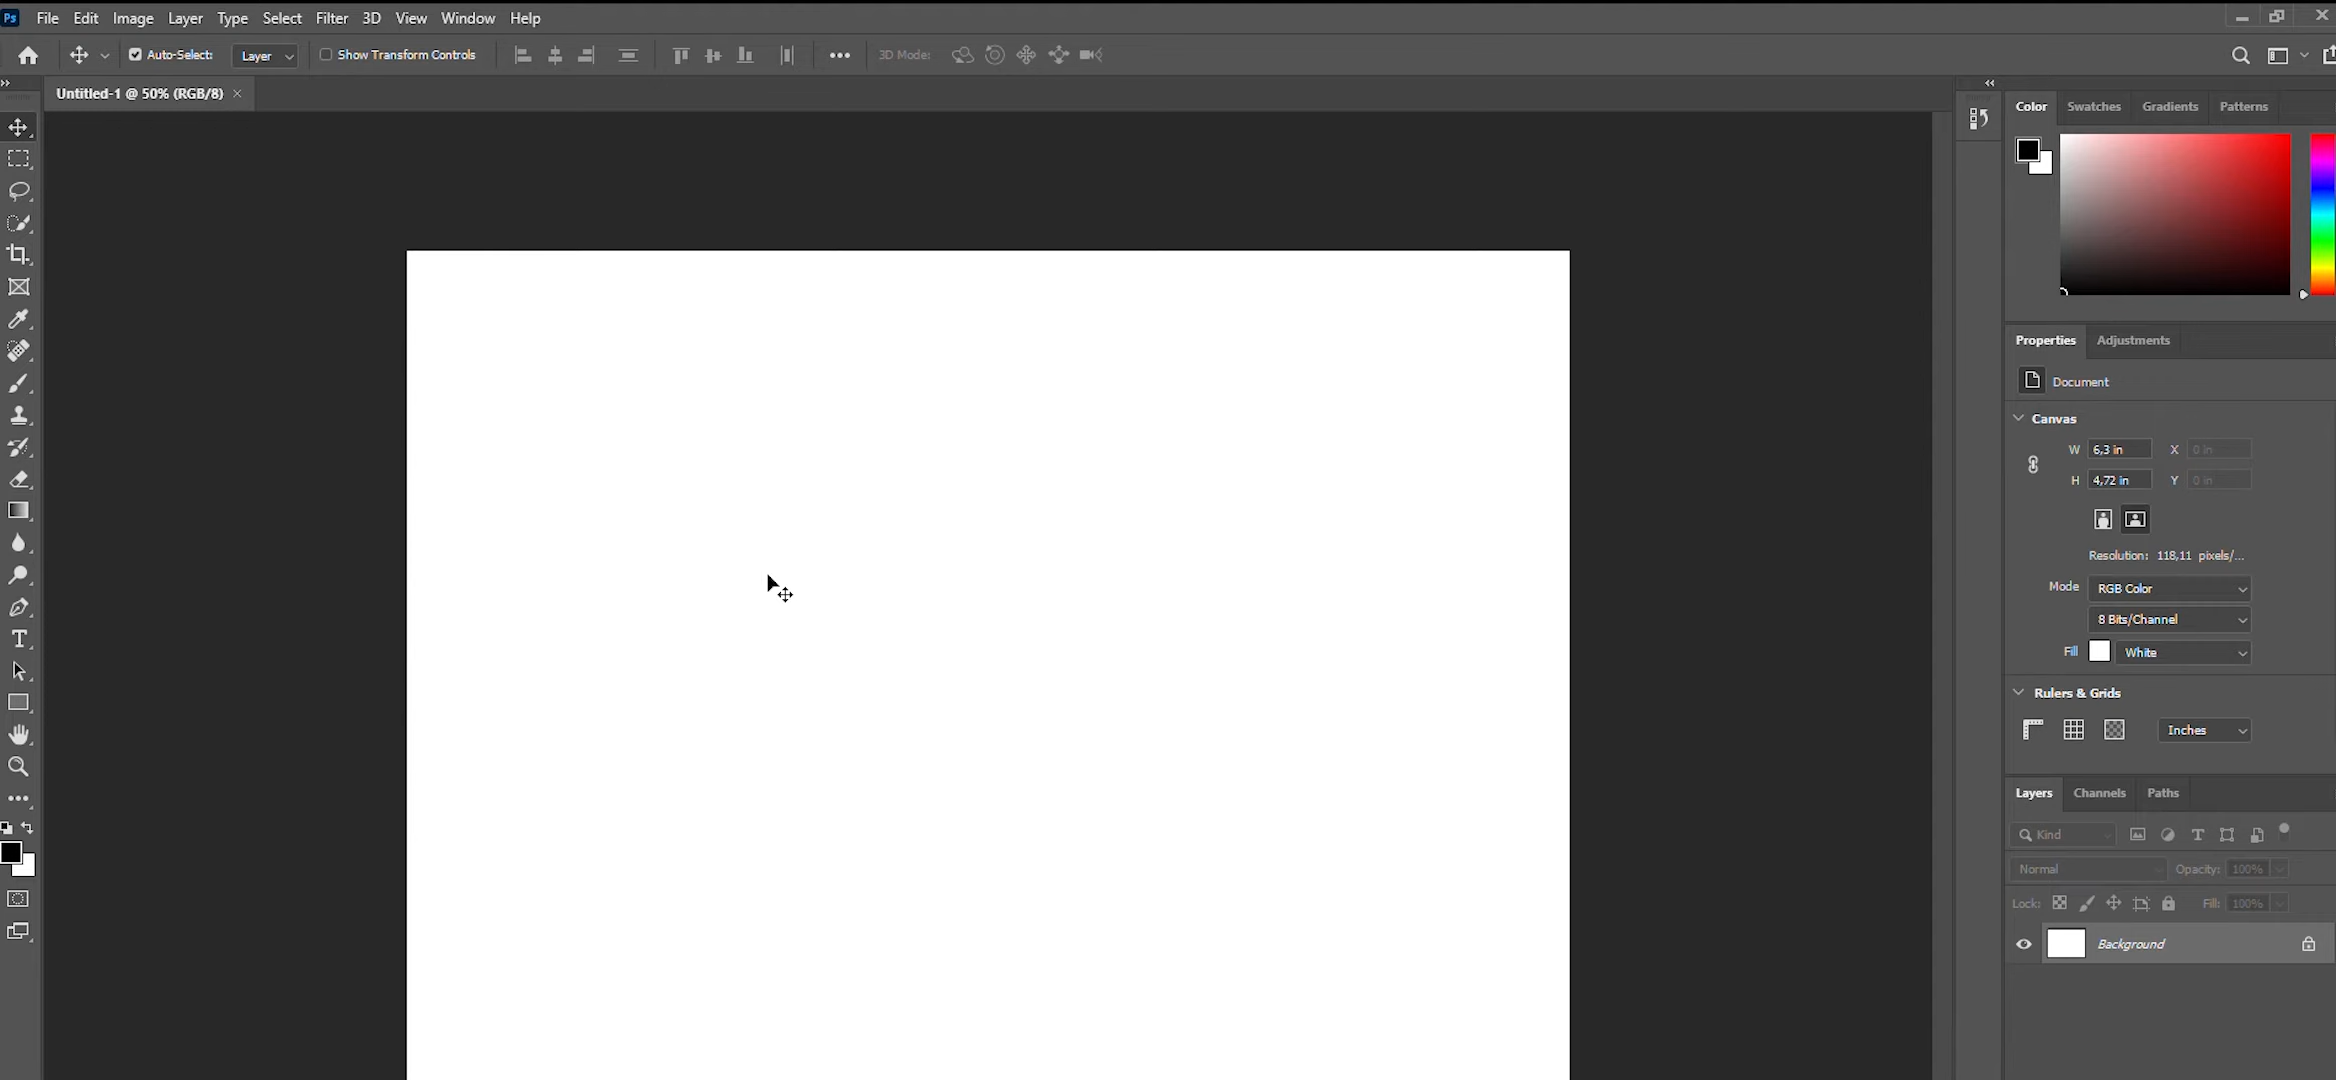 Ps File Edit Image Layer Type Select Filter 3D View Window Help
Auto-Select: Layer Show Transform Controls 3D Mode:
Untitled-1 @ 50% (RGB/8)
Color Swatches Gradients Patterns
Properties Adjustments
Document
Canvas
W 6,3 in X 0 in
H 4,72 in Y 0 in
Resolution: 118,11 pixels/...
Mode RGB Color
8 Bits/Channel
Fill White
Rulers & Grids
Inches
Layers Channels Paths
Kind
Normal Opacity: 100%
Lock: Fill: 100%
Background